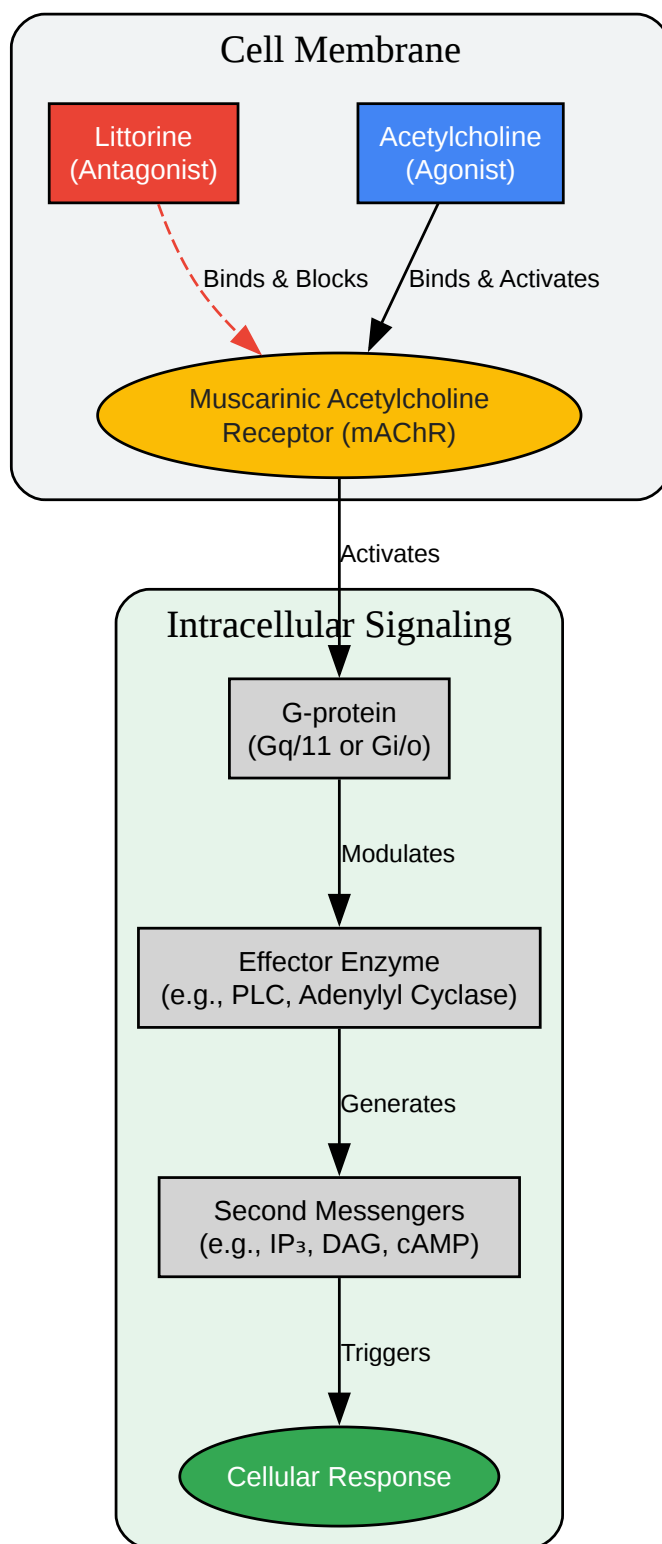 Cell Membrane
Littorine
(Antagonist)
Acetylcholine
(Agonist)
Binds & Blocks
Binds & Activates
Muscarinic Acetylcholine
Receptor (mAChR)
Activates
Intracellular Signaling
G-protein
(Gq/11 or Gi/o)
Modulates
Effector Enzyme
(e.g., PLC, Adenylyl Cyclase)
Generates
Second Messengers
(e.g., IP₃, DAG, cAMP)
Triggers
Cellular Response